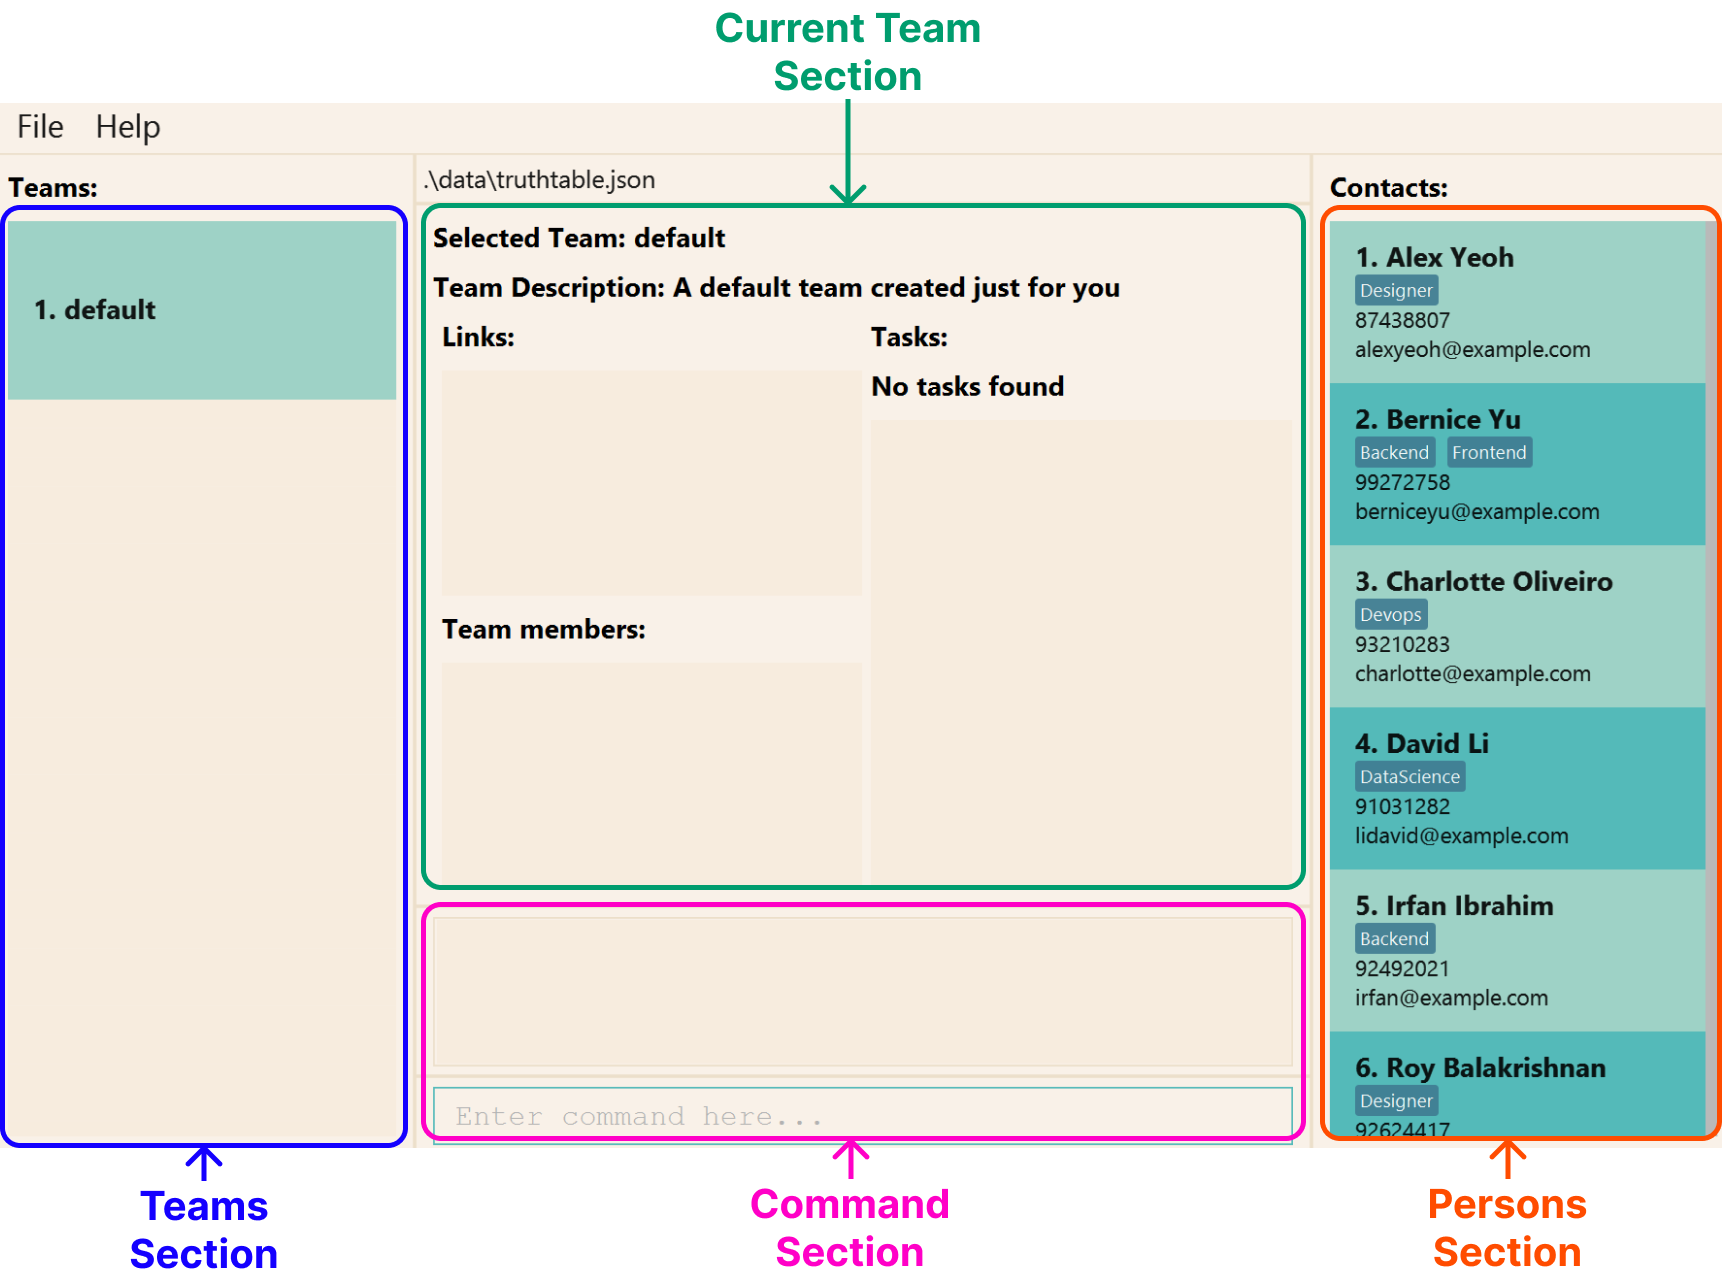 Current Team
Section
File Help
Teams:
1. default
.\data\truthtable.json
Selected Team: default
Team Description: A default team created just for you
Links:
Tasks:
No tasks found
Team members:
Enter command here...
Contacts:
1. Alex Yeoh
Designer
87438807
alexyeoh@example.com
2. Bernice Yu
Backend Frontend
99272758
berniceyu@example.com
3. Charlotte Oliveiro
Devops
93210283
charlotte@example.com
4. David Li
DataScience
91031282
lidavid@example.com
5. Irfan Ibrahim
Backend
92492021
irfan@example.com
6. Roy Balakrishnan
Designer
92624417
Teams
Section
Command
Section
Persons
Section